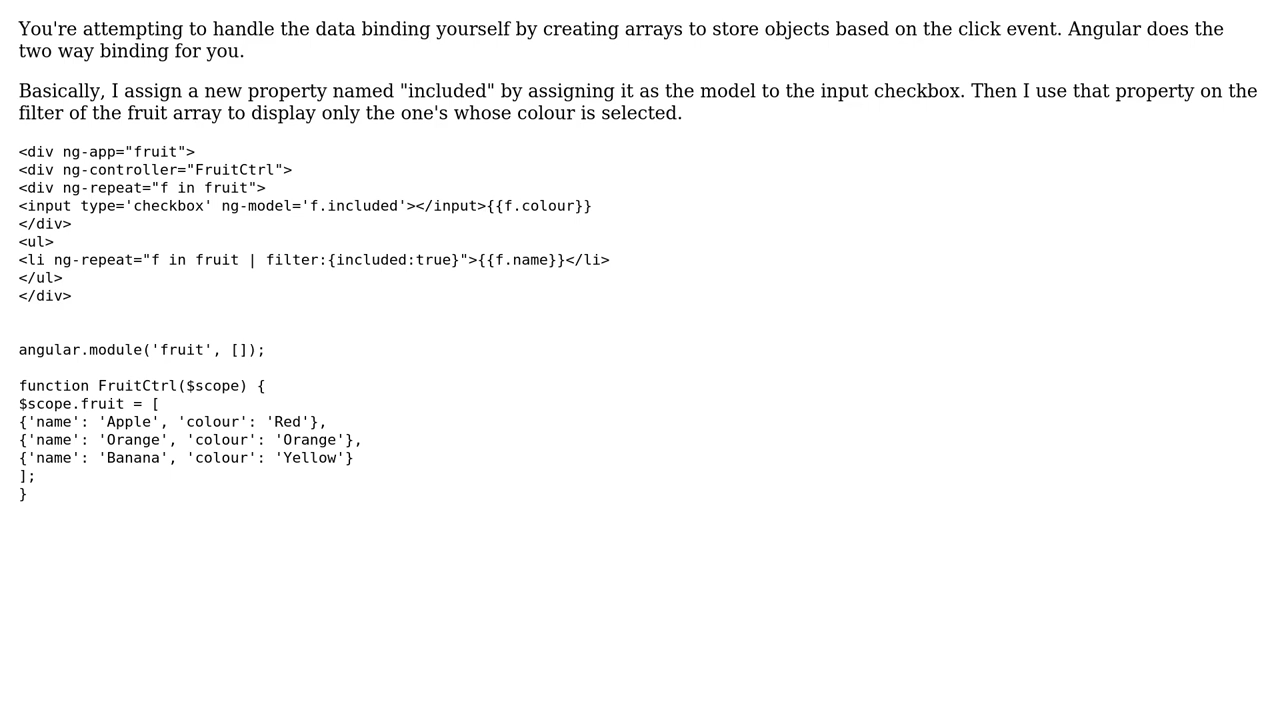 You're attempting to handle the data binding yourself by creating arrays to store objects based on the click event. Angular does the
two way binding for you.
Basically, I assign a new property named "included" by assigning it as the model to the input checkbox. Then I use that property on the
filter of the fruit array to display only the one's whose colour is selected.
<div ng-app="fruit">
<div ng-controller="FruitCtrl">
<div ng-repeat="f in fruit">
<input type='checkbox' ng-model='f.included'></input>{{f.colour}}
</div>
<ul>
<li ng-repeat="f in fruit | filter:{included:true}">{{f.name}}</li>
</ul>
</div>
angular.module('fruit', []);
function FruitCtrl($scope) {
$scope.fruit = [
{'name': 'Apple', 'colour': 'Red'},
{'name': 'Orange', 'colour': 'Orange'},
{'name': 'Banana', 'colour': 'Yellow'}
];
}